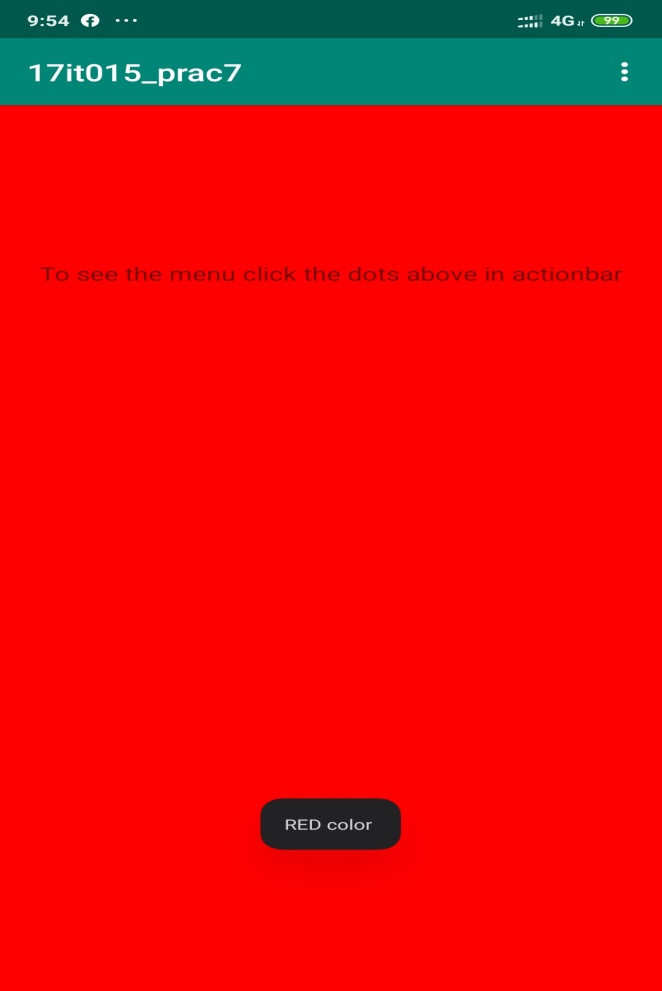 9:54 ...
4G 99
17it015_prac7
To see the menu click the dots above in actionbar
RED color